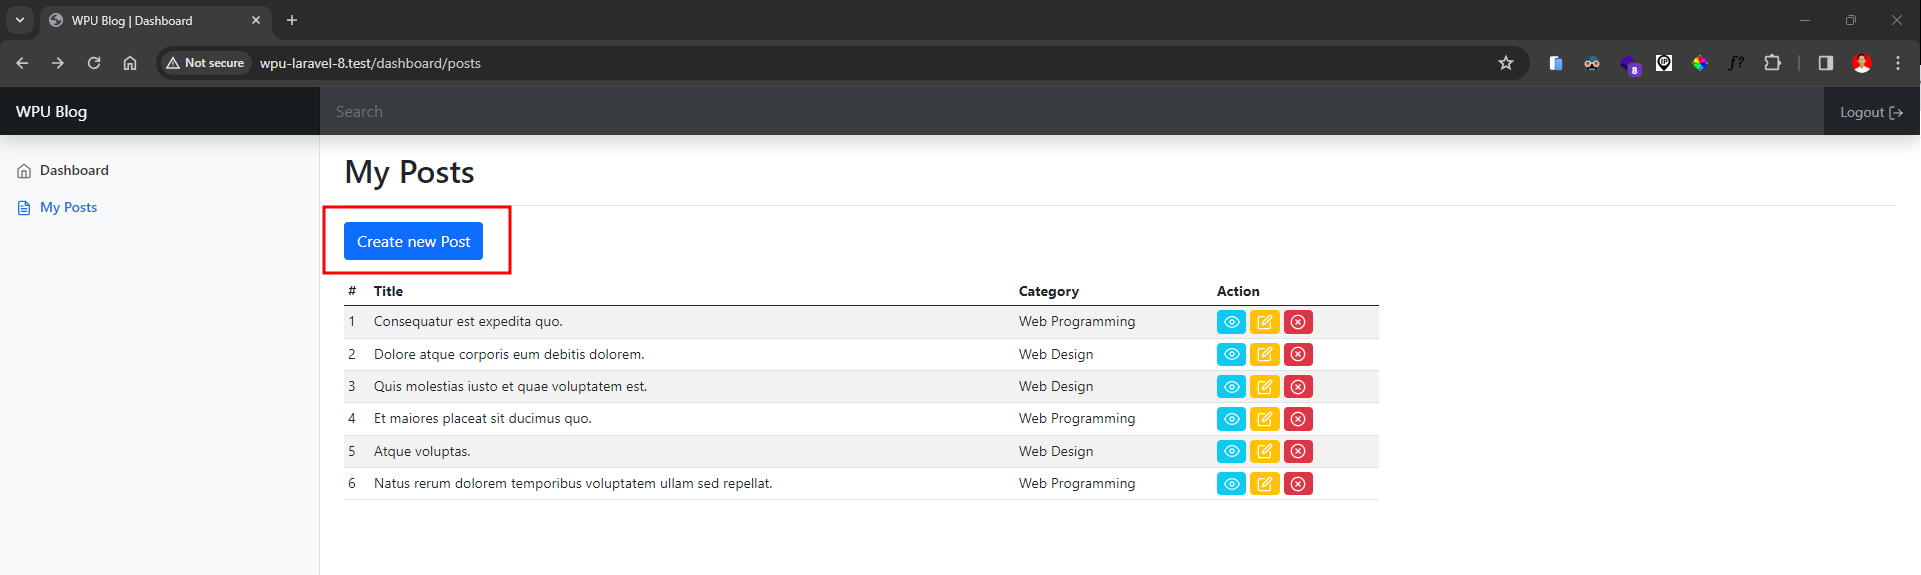 WPU Blog | Dashboard
Not secure wpu-laravel-8.test/dashboard/posts
8
f?
WPU Blog
Search
Logout
Dashboard
My Posts
My Posts
Create new Post
# Title Category Action
1 Consequatur est expedita quo. Web Programming
2 Dolore atque corporis eum debitis dolorem. Web Design
3 Quis molestias iusto et quae voluptatem est. Web Design
4 Et maiores placeat sit ducimus quo. Web Programming
5 Atque voluptas. Web Design
6 Natus rerum dolorem temporibus voluptatem ullam sed repellat. Web Programming